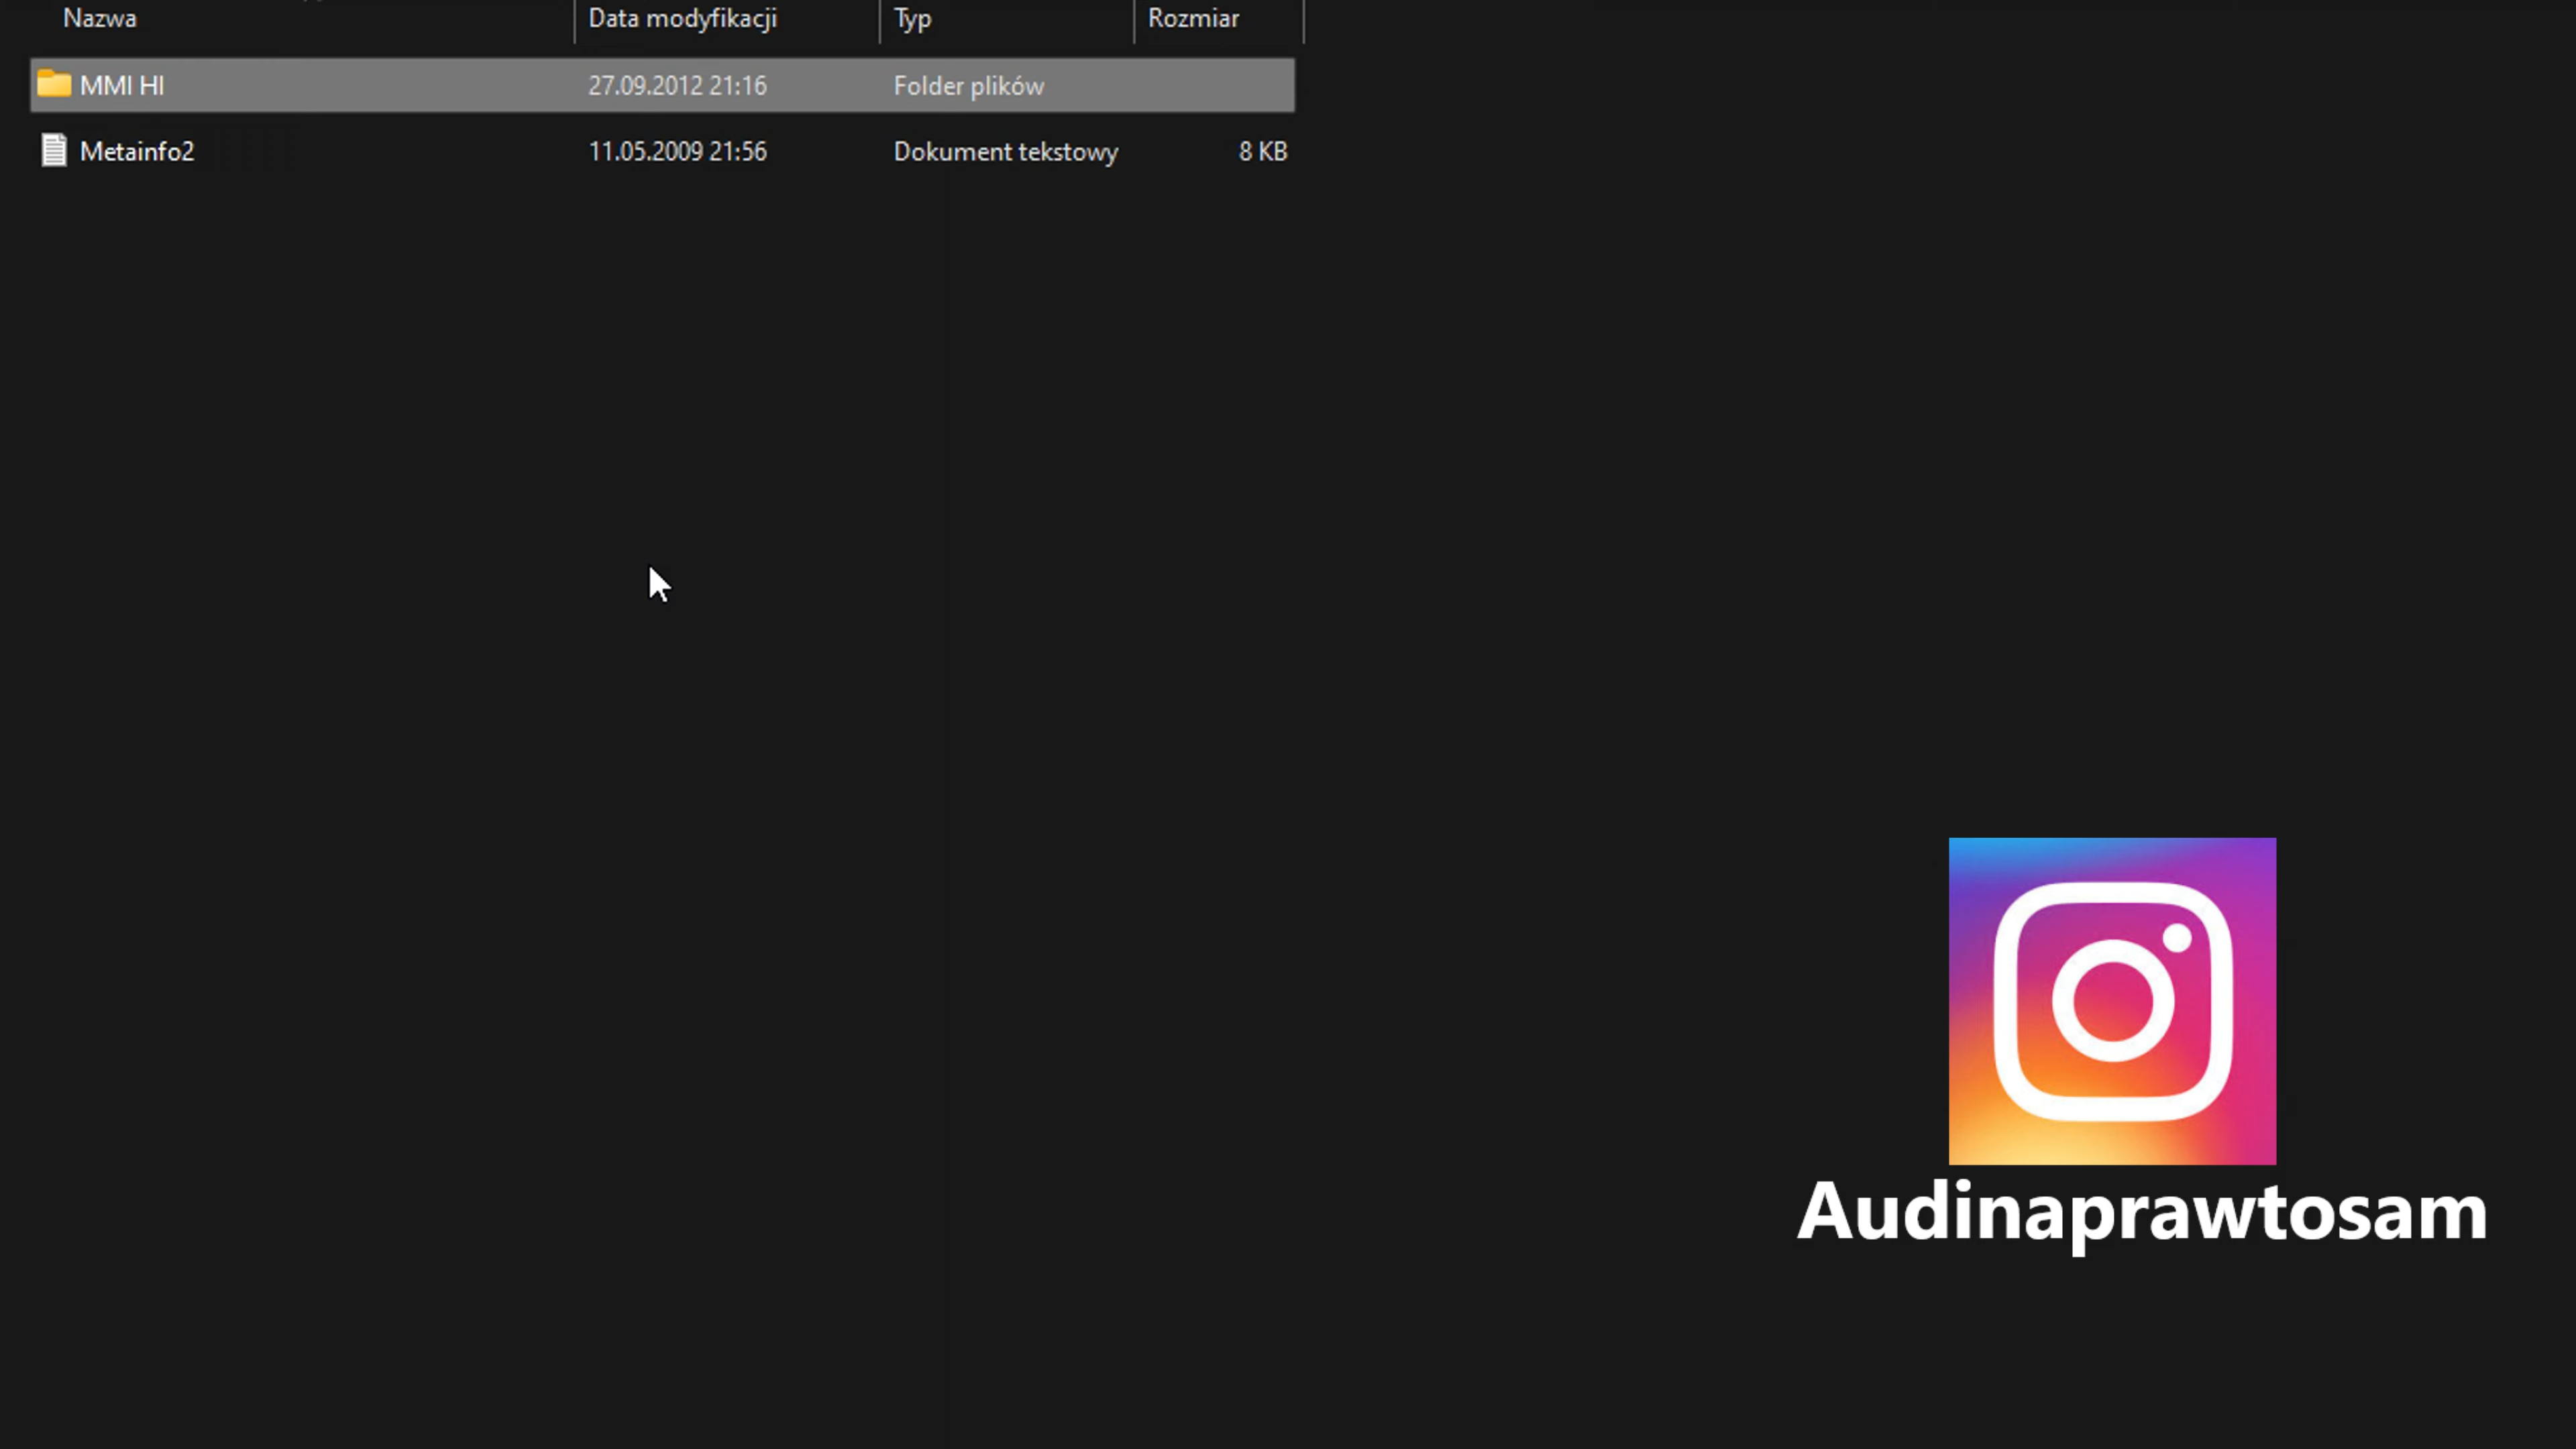 Nazwa Data modyfikacji Typ Rozmiar
MMI HI 27.09.2012 21:16 Folder plików
Metainfo2 11.05.2009 21:56 Dokument tekstowy 8 KB
Audinaprawtosam